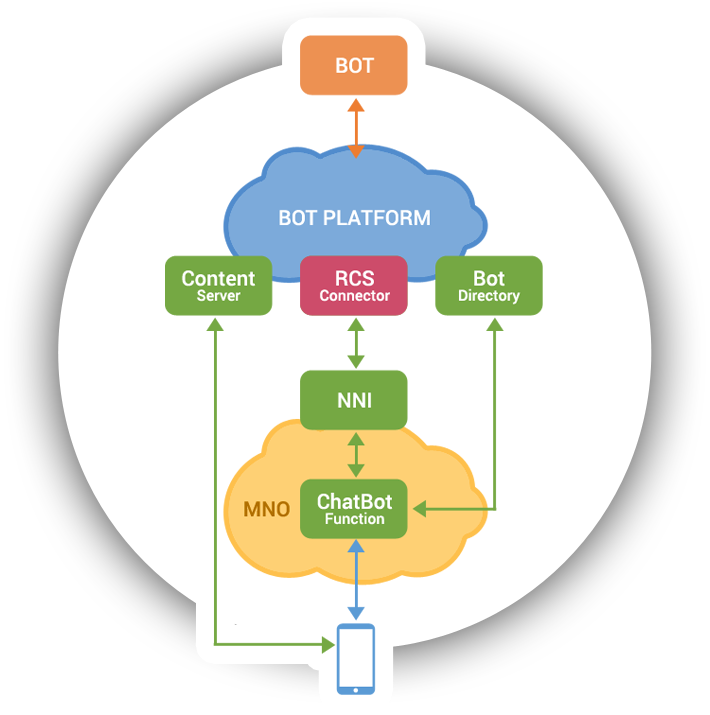 BOT
BOT PLATFORM
Content
Server
RCS
Connector
Bot
Directory
NNI
MNO
ChatBot
Function